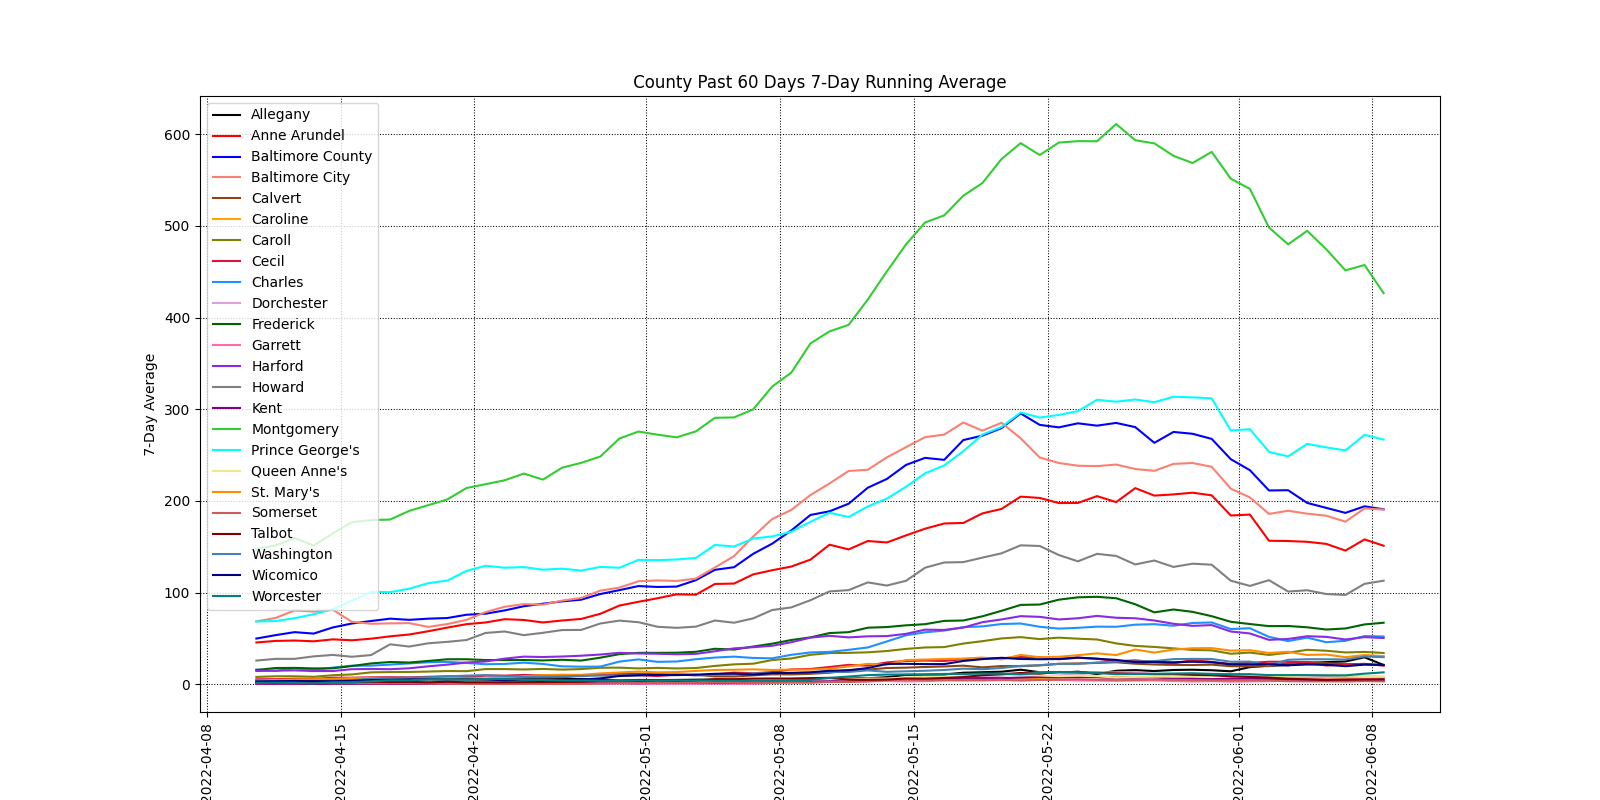 County Past 60 Days 7-Day Running Average
Allegany
Anne Arundel
Baltimore County
Baltimore City
Calvert
Caroline
Caroll
Cecil
Charles
Dorchester
Frederick
Garrett
Harford
Howard
Kent
Montgomery
Prince George's
Queen Anne's
St. Mary's
Somerset
Talbot
Washington
Wicomico
Worcester
7-Day Average
600
500
400
300
200
100
0
2022-04-08
2022-04-15
2022-04-22
2022-05-01
2022-05-08
2022-05-15
2022-05-22
2022-06-01
2022-06-08